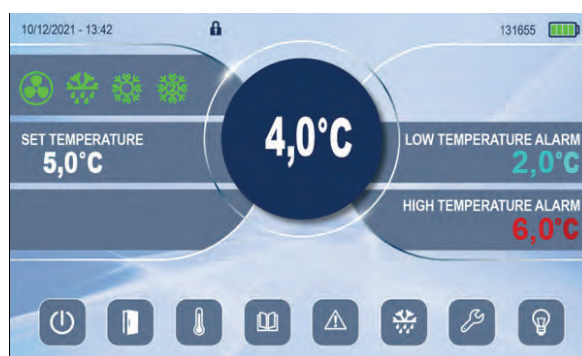 10/12/2021 - 13:42
131655
2
SET TEMPERATURE
5,0°C
4,0°C
LOW TEMPERATURE ALARM
2,0°C
HIGH TEMPERATURE ALARM
6,0°C